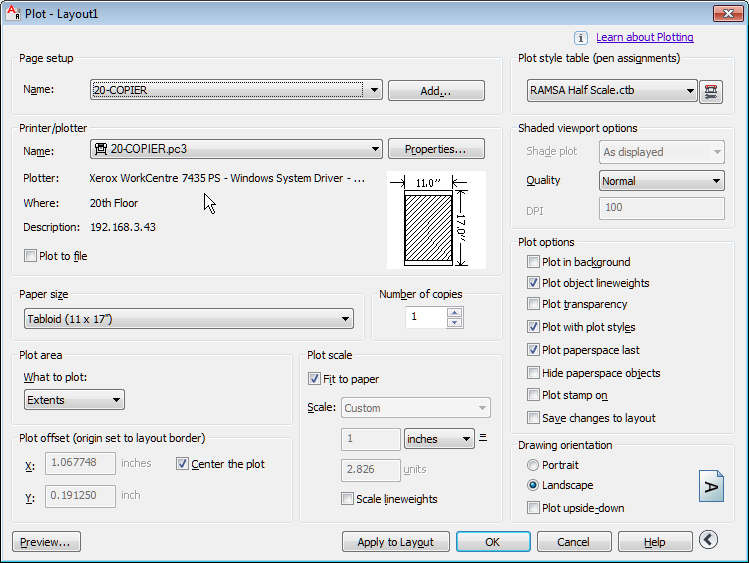 Plot - Layout1
Learn about Plotting
Page setup
Name:
20-COPIER
Add...
Plot style table (pen assignments)
RAMSA Half Scale.ctb
Printer/plotter
Name:
20-COPIER.pc3
Properties...
Plotter:
Xerox WorkCentre 7435 PS - Windows System Driver - ...
Where:
20th Floor
Description:
192.168.3.43
Plot to file
11.0''
17.0''
Shaded viewport options
Shade plot
As displayed
Quality
Normal
DPI
100
Paper size
Tabloid (11 x 17")
Number of copies
1
Plot options
Plot in background
Plot object lineweights
Plot transparency
Plot with plot styles
Plot paperspace last
Hide paperspace objects
Plot stamp on
Save changes to layout
Plot area
What to plot:
Extents
Plot scale
Fit to paper
Scale:
Custom
1
inches
=
2.826
units
Scale lineweights
Plot offset (origin set to layout border)
X:
1.067748
inches
Center the plot
Y:
0.191250
inch
Drawing orientation
Portrait
Landscape
Plot upside-down
A
Preview...
Apply to Layout
OK
Cancel
Help